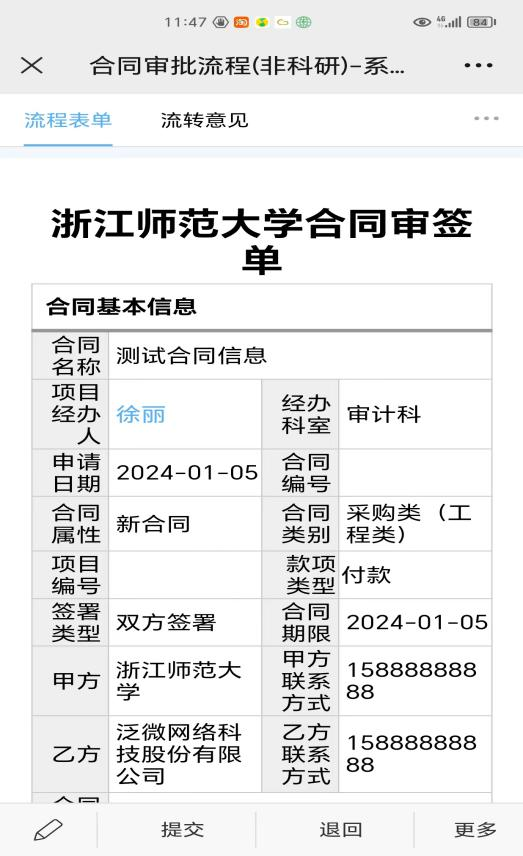 11:47
4G
84
合同审批流程(非科研)-系...
流程表单
流转意见
浙江师范大学合同审签
单
合同基本信息
合同
名称
测试合同信息
项目
经办
人
徐丽
经办
科室
审计科
申请
日期
2024-01-05
合同
编号
合同
属性
新合同
合同
类别
采购类（工
程类）
项目
编号
款项
类型
付款
签署
类型
双方签署
合同
期限
2024-01-05
甲方
浙江师范大
学
甲方
联系
方式
158888888
88
乙方
泛微网络科
技股份有限
公司
乙方
联系
方式
158888888
88
合同
提交
退回
更多